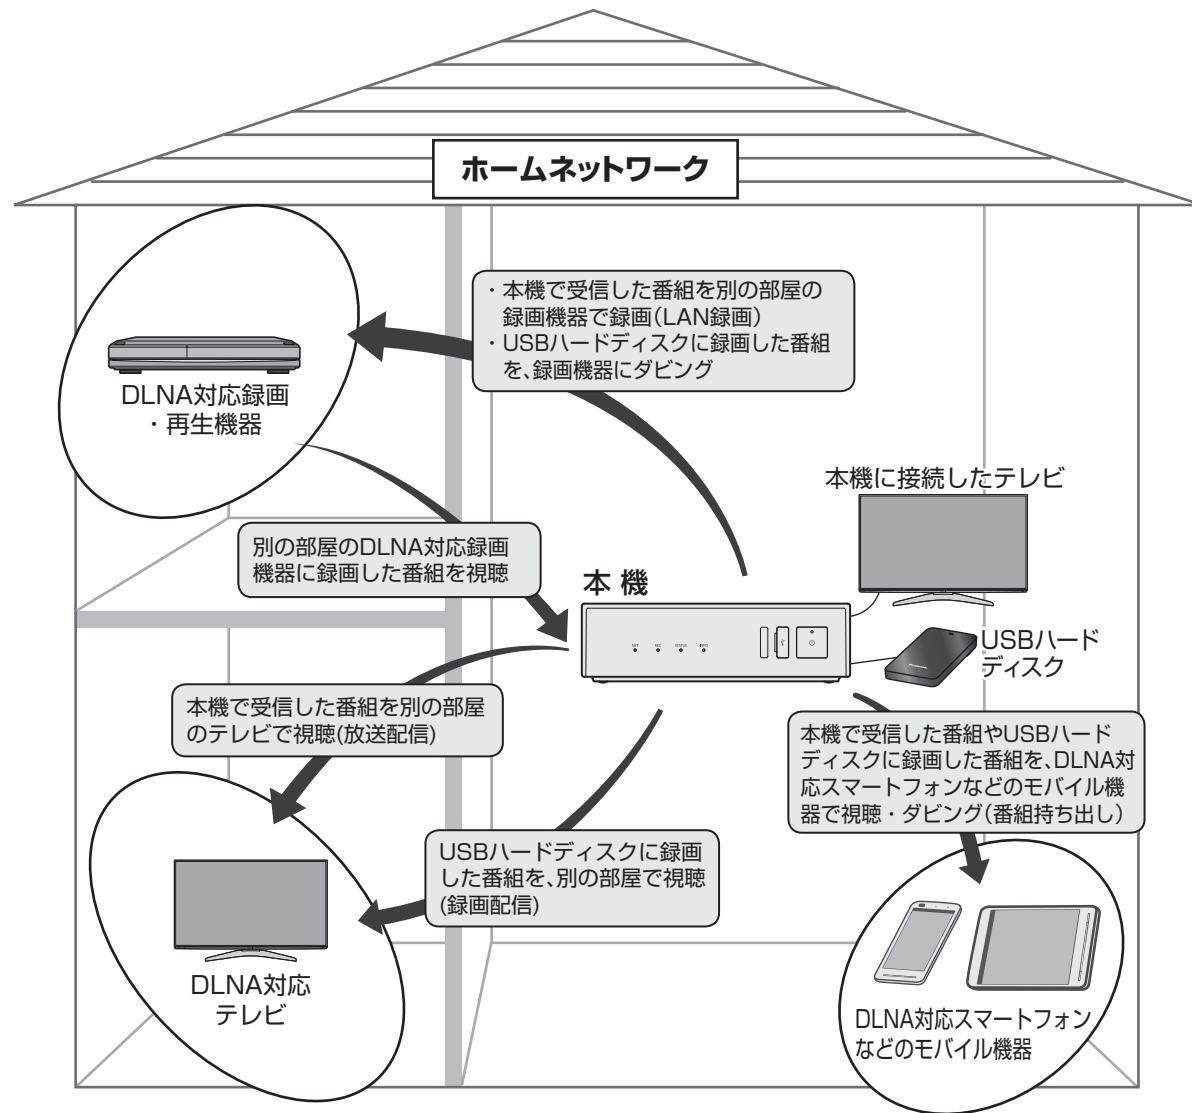 ホームネットワーク
・本機で受信した番組を別の部屋の
録画機器で録画(LAN録画)
・USBハードディスクに録画した番組
を、録画機器にダビング
DLNA対応録画
・再生機器
本機に接続したテレビ
別の部屋のDLNA対応録画
機器に録画した番組を視聴
本機
USBハード
ディスク
本機で受信した番組を別の部屋
のテレビで視聴(放送配信)
本機で受信した番組やUSBハード
ディスクに録画した番組を、DLNA対
応スマートフォンなどのモバイル機
器で視聴・ダビング(番組持ち出し)
USBハードディスクに録画
した番組を、別の部屋で視聴
(録画配信)
DLNA対応
テレビ
DLNA対応スマートフォン
などのモバイル機器